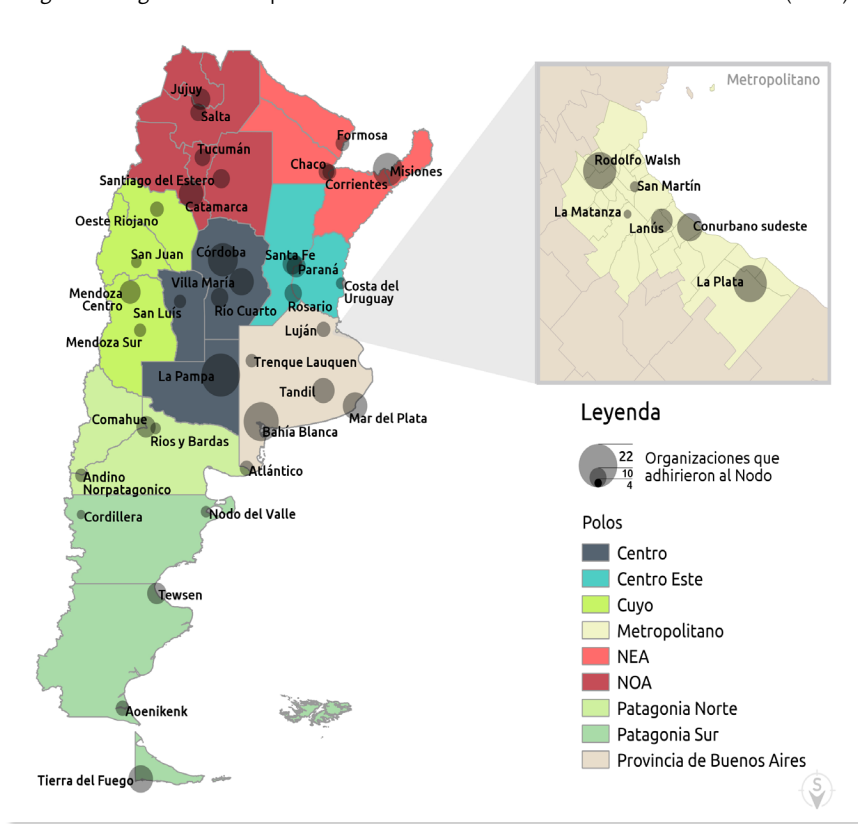 Metropolitano
Jujuy
Salta
Formosa
Tucumán
Chaco
Misiones
Santiago del Estero
Corrientes
Catamarca
Oeste Riojano
Rodolfo Walsh
San Martín
La Matanza
Lanús
Conurbano sudeste
La Plata
San Juan
Córdoba
Santa Fe
Paraná
Villa María
Costa del
Uruguay
Mendoza
Centro
San Luis
Río Cuarto
Rosario
Mendoza Sur
Luján
Trenque Lauquen
La Pampa
Tandil
Mar del Plata
Comahue
Bahía Blanca
Rios y Bardas
Atlántico
Andino
Norpatagonico
Cordillera
Nodo del Valle
Tewsen
Aoenikenk
Tierra del Fuego
Leyenda
22
10
4
Organizaciones que
adhirieron al Nodo
Polos
Centro
Centro Este
Cuyo
Metropolitano
NEA
NOA
Patagonia Norte
Patagonia Sur
Provincia de Buenos Aires
S